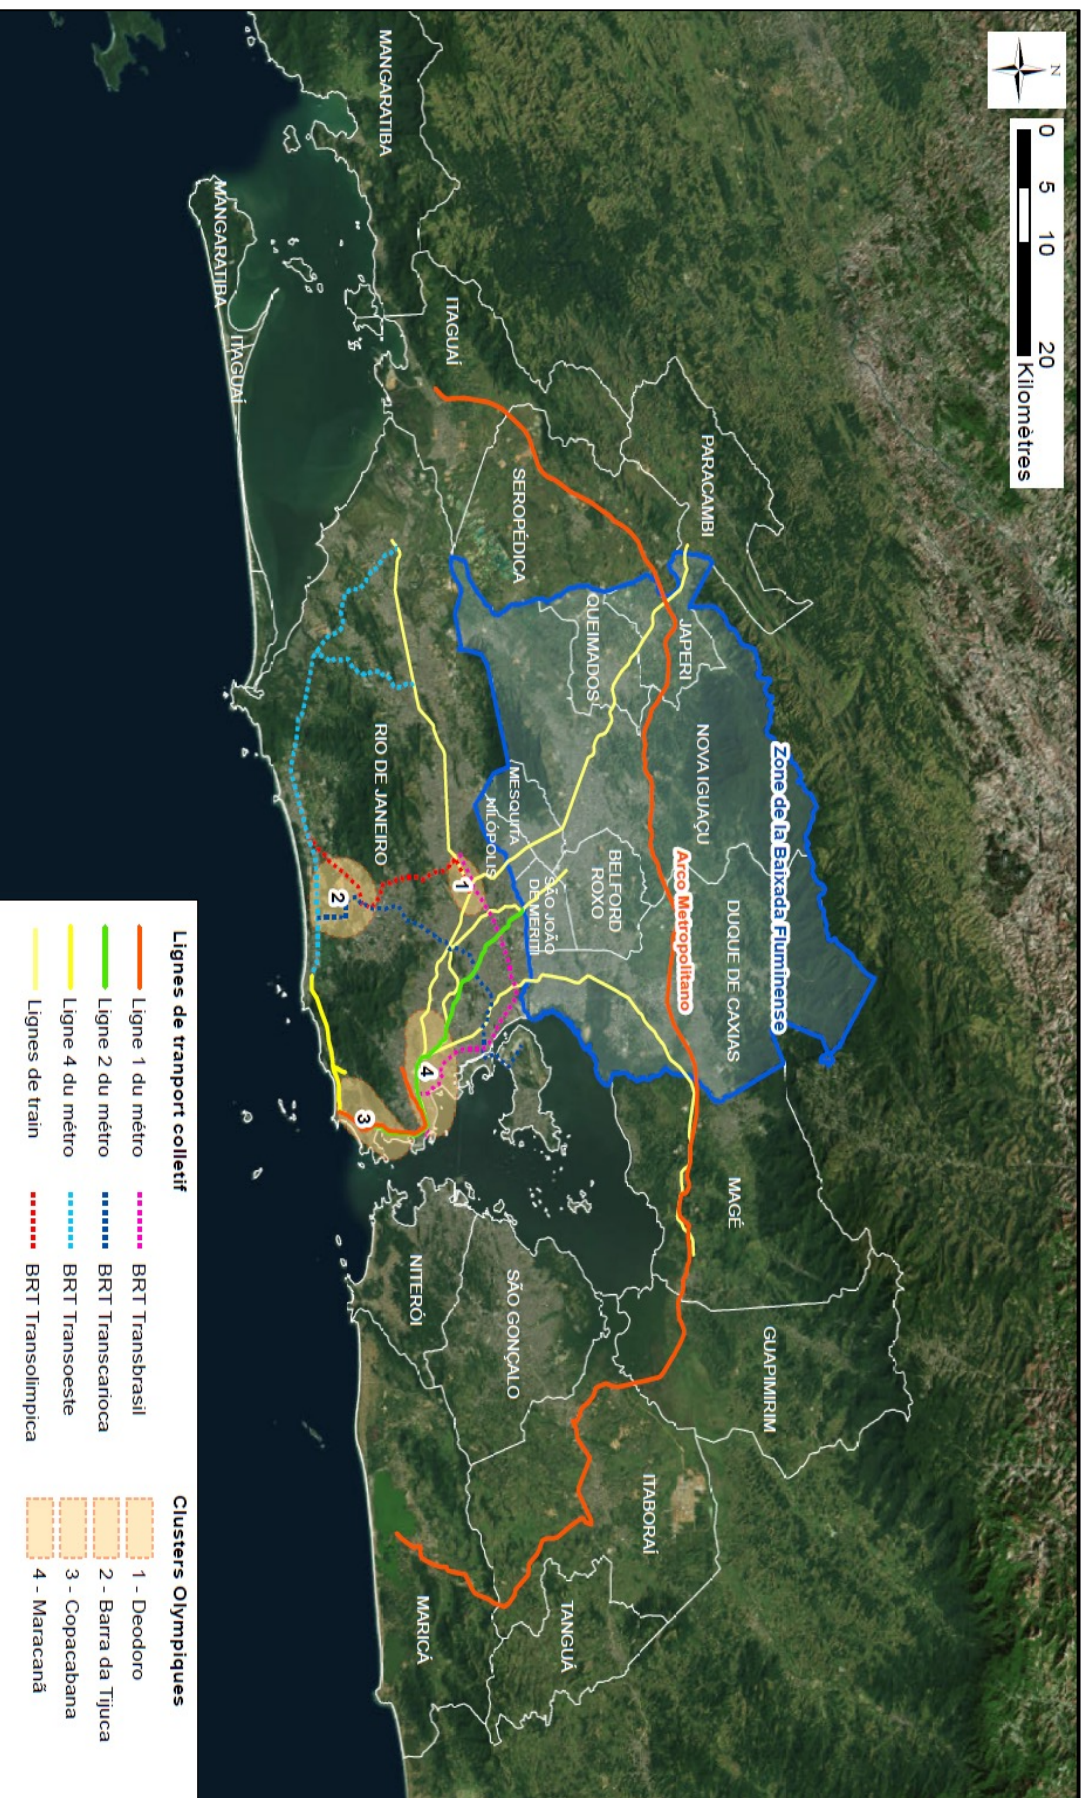 N
0 5 10 20
Kilomètres
MANGARATIBA
MANGARATIBA
ITAGUAÍ
ITAGUAÍ
PARACAMBI
SEROPÉDICA
QUEIMADOS
JAPERI
NOVA IGUAÇU
Zone de la Baixada Fluminense
RIO DE JANEIRO
MESQUITA
NILÓPOLIS
BELFORD
ROXO
SÃO JOÃO
DE MERITI
Arco Metropolitano
DUQUE DE CAXIAS
MAGÉ
GUAPIMIRIM
NITERÓI
SÃO GONÇALO
ITABORAÍ
TANGUÁ
MARICÁ
1
2
3
4
Lignes de tranport colletif
Ligne 1 du métro
Ligne 2 du métro
Ligne 4 du métro
Lignes de train
BRT Transbrasil
BRT Transcarioca
BRT Transoeste
BRT Transolimpica
Clusters Olympiques
1 - Deodoro
2 - Barra da Tijuca
3 - Copacabana
4 - Maracanã